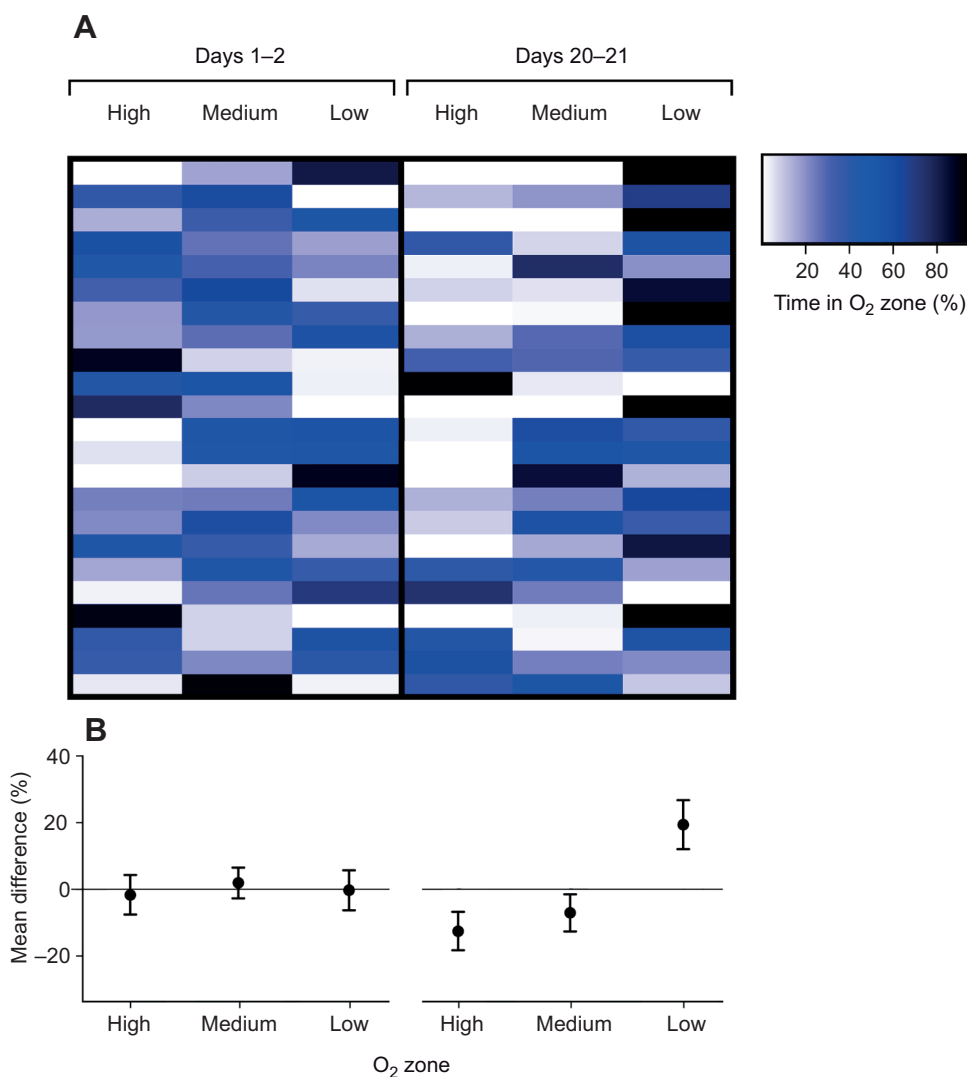 A
Days 1–2 Days 20–21
High Medium Low High Medium Low
20 40 60 80
Time in O2 zone (%)
B
Mean difference (%)
40
20
0
–20
High Medium Low High Medium Low
O2 zone